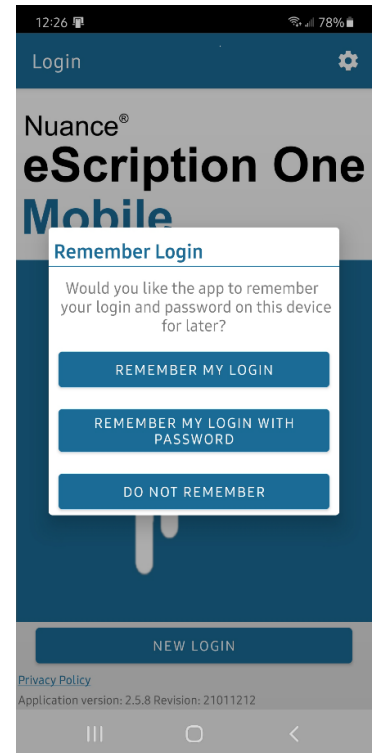 12:26 78%
Login
Nuance®
eScription One
Mobile
Remember Login
Would you like the app to remember
your login and password on this device
for later?
REMEMBER MY LOGIN
REMEMBER MY LOGIN WITH
PASSWORD
DO NOT REMEMBER
NEW LOGIN
Privacy Policy
Application version: 2.5.8 Revision: 21011212